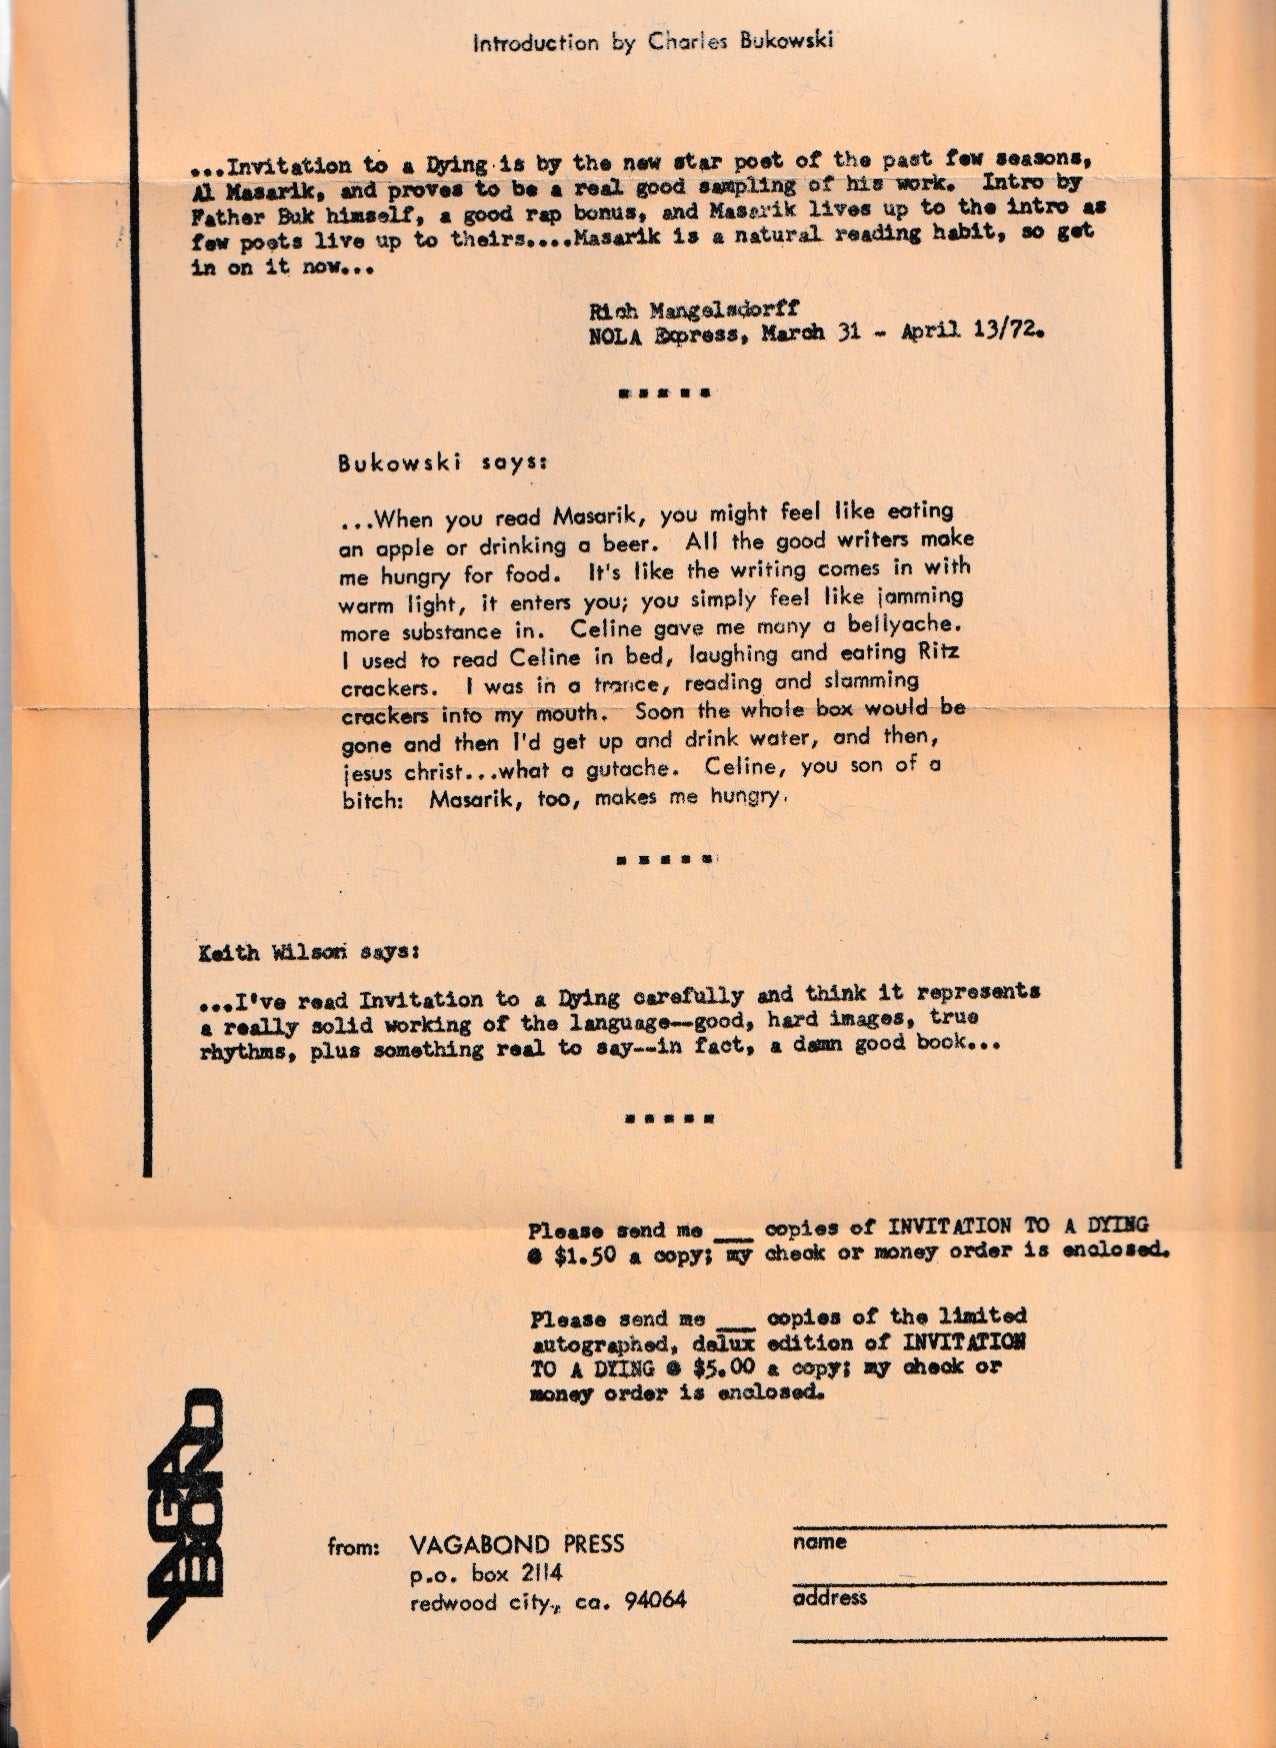 Introduction by Charles Bukowski
...Invitation to a Dying is by the new star poet of the past few seasons,
Al Masarik, and proves to be a real good sampling of his work.  Intro by
Father Buk himself, a good rap bonus, and Masarik lives up to the intro as
few poets live up to theirs....Masarik is a natural reading habit, so get
in on it now...
Rich Mangelsdorff
NOLA Express, March 31 - April 13/72.
.....
Bukowski says:
...When you read Masarik, you might feel like eating
an apple or drinking a beer.  All the good writers make
me hungry for food.  It's like the writing comes in with
warm light, it enters you; you simply feel like jamming
more substance in.  Celine gave me many a bellyache.
I used to read Celine in bed, laughing and eating Ritz
crackers.  I was in a trance, reading and slamming
crackers into my mouth.  Soon the whole box would be
gone and then I'd get up and drink water, and then,
jesus christ...what a gutache.  Celine, you son of a
bitch:  Masarik, too, makes me hungry.
.....
Keith Wilson says:
...I've read Invitation to a Dying carefully and think it represents
a really solid working of the language--good, hard images, true
rhythms, plus something real to say--in fact, a damn good book...
.....
Please send me ___ copies of INVITATION TO A DYING
@ $1.50 a copy; my check or money order is enclosed.
Please send me ___ copies of the limited
autographed, delux edition of INVITATION
TO A DYING @ $5.00 a copy; my check or
money order is enclosed.
VAGABOND
from: VAGABOND PRESS
p.o. box 2114
redwood city, ca. 94064
name
address